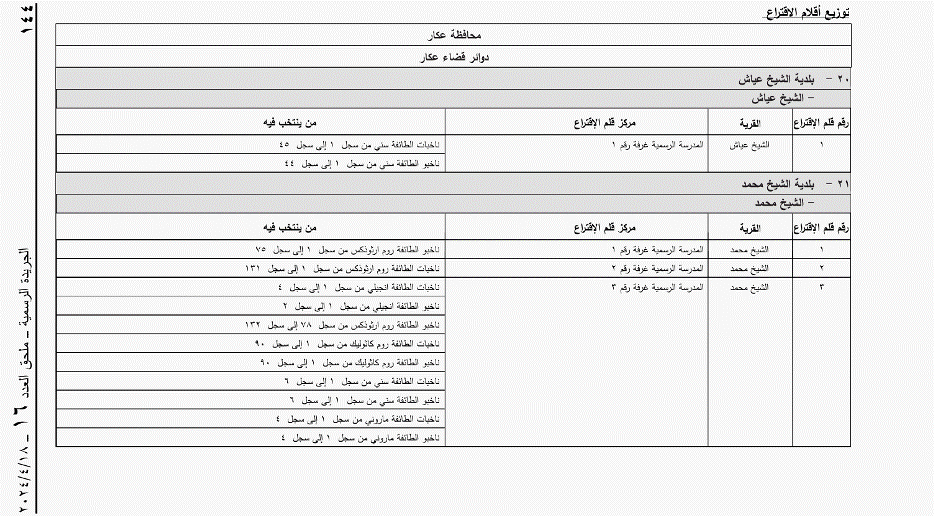 توزيع أقلام الاقتراع
محافظة عكار
دوائر قضاء عكار
٢٠ - بلدية الشيخ عياش
- الشيخ عياش
رقم قلم الإقتراع القرية مركز قلم الإقتراع من ينتخب فيه
١ الشيخ عياش المدرسة الرسمية غرفة رقم ١ ناخبات الطائفة سني من سجل ١ إلى سجل ٤٥
ناخبو الطائفة سني من سجل ١ إلى سجل ٤٤
٢١ - بلدية الشيخ محمد
- الشيخ محمد
رقم قلم الإقتراع القرية مركز قلم الإقتراع من ينتخب فيه
١ الشيخ محمد المدرسة الرسمية غرفة رقم ١ ناخبو الطائفة روم ارثوذكس من سجل ١ إلى سجل ٧٥
٢ الشيخ محمد المدرسة الرسمية غرفة رقم ٢ ناخبات الطائفة روم ارثوذكس من سجل ١ إلى سجل ١٣١
٣ الشيخ محمد المدرسة الرسمية غرفة رقم ٣ ناخبات الطائفة انجيلي من سجل ١ إلى سجل ٤
ناخبو الطائفة انجيلي من سجل ١ إلى سجل ٢
ناخبو الطائفة روم ارثوذكس من سجل ٧٨ إلى سجل ١٣٢
ناخبات الطائفة روم كاثوليك من سجل ١ إلى سجل ٩٠
ناخبو الطائفة روم كاثوليك من سجل ١ إلى سجل ٩٠
ناخبات الطائفة سني من سجل ١ إلى سجل ٦
ناخبو الطائفة سني من سجل ١ إلى سجل ٦
ناخبات الطائفة ماروني من سجل ١ إلى سجل ٤
ناخبو الطائفة ماروني من سجل ١ إلى سجل ٤
١٤٤
الجريدة الرسمية - ملحق العدد ١٦ - ٢٠٢٤/٤/١٨